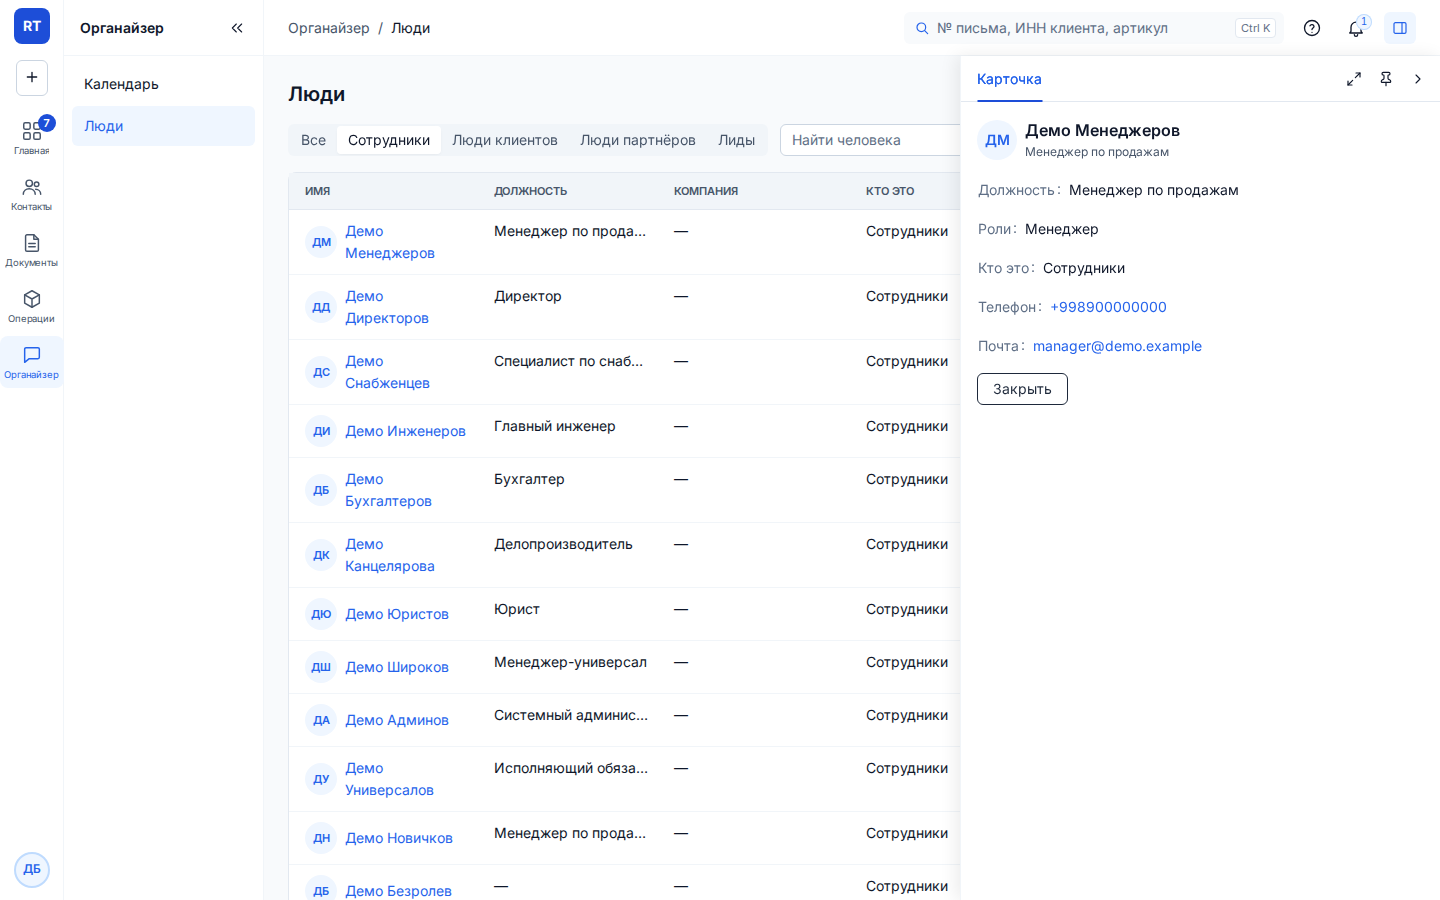 RT
Органайзер
Органайзер / Люди
№ письма, ИНН клиента, артикул
Ctrl K
1
7
Главная
Контакты
Документы
Операции
Органайзер
ДБ
Календарь
Люди
Люди
Все
Сотрудники
Люди клиентов
Люди партнёров
Лиды
Найти человека
ИМЯ ДОЛЖНОСТЬ КОМПАНИЯ КТО ЭТО
ДМ Демо Менеджеров Менеджер по прода... — Сотрудники
ДД Демо Директоров Директор — Сотрудники
ДС Демо Снабженцев Специалист по снаб... — Сотрудники
ДИ Демо Инженеров Главный инженер — Сотрудники
ДБ Демо Бухгалтеров Бухгалтер — Сотрудники
ДК Демо Канцелярова Делопроизводитель — Сотрудники
ДЮ Демо Юристов Юрист — Сотрудники
ДШ Демо Широков Менеджер-универсал — Сотрудники
ДА Демо Админов Системный админис... — Сотрудники
ДУ Демо Универсалов Исполняющий обяза... — Сотрудники
ДН Демо Новичков Менеджер по прода... — Сотрудники
ДБ Демо Безролев — — Сотрудники
Карточка
ДМ
Демо Менеджеров
Менеджер по продажам
Должность: Менеджер по продажам
Роли: Менеджер
Кто это: Сотрудники
Телефон: +998900000000
Почта: manager@demo.example
Закрыть